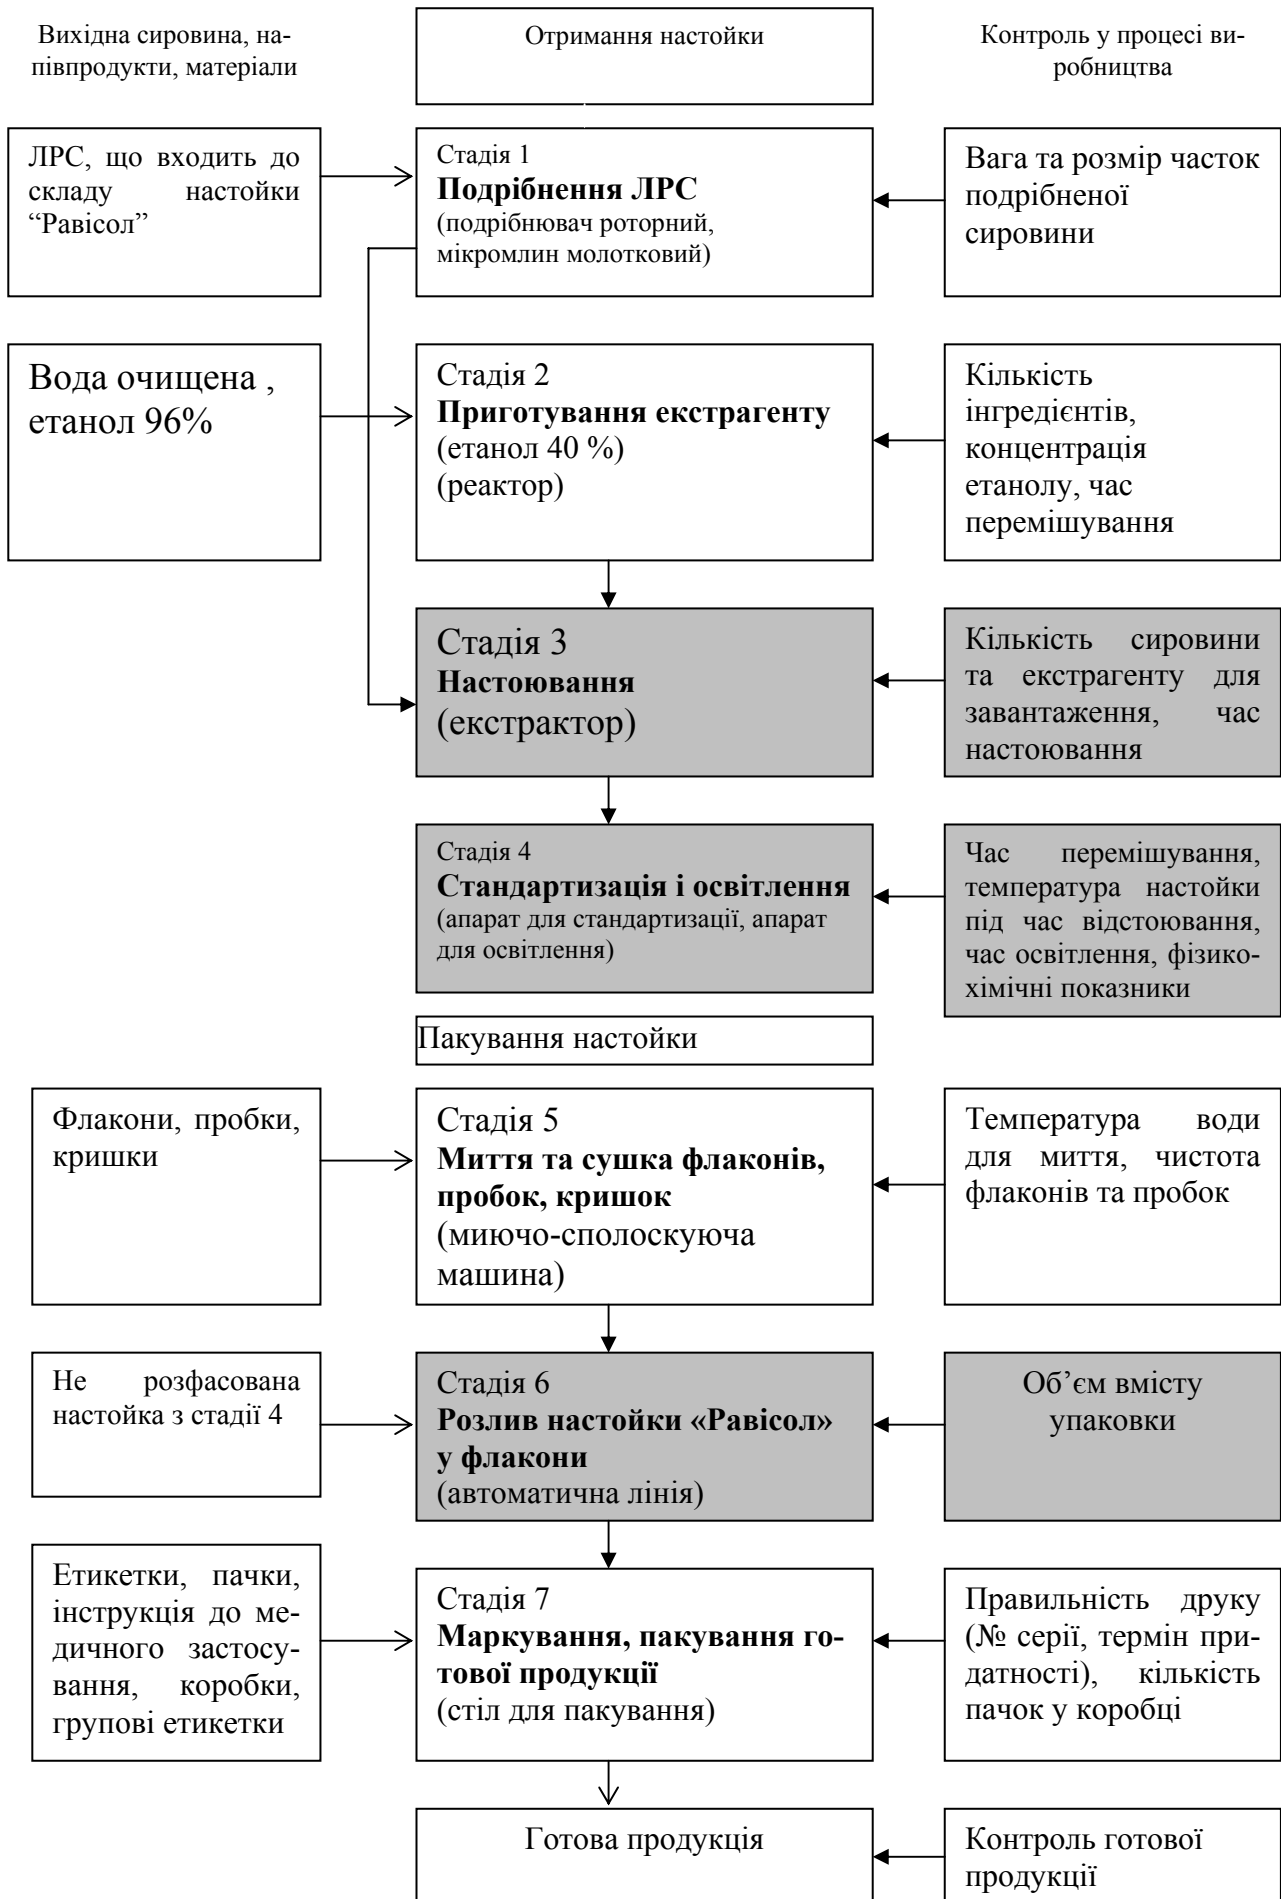 Вихідна сировина, на-
півпродукти, матеріали
Отримання настойки
Контроль у процесі ви-
робництва
ЛРС, що входить до
складу настойки
“Равісол”
Стадія 1
Подрібнення ЛРС
(подрібнювач роторний,
мікромлин молотковий)
Вага та розмір часток
подрібненої
сировини
Вода очищена ,
етанол 96%
Стадія 2
Приготування екстрагенту
(етанол 40 %)
(реактор)
Кількість
інгредієнтів,
концентрація
етанолу, час
перемішування
Стадія 3
Настоювання
(екстрактор)
Кількість сировини
та екстрагенту для
завантаження, час
настоювання
Стадія 4
Стандартизація і освітлення
(апарат для стандартизації, апарат
для освітлення)
Час перемішування,
температура настойки
під час відстоювання,
час освітлення, фізико-
хімічні показники
Пакування настойки
Флакони, пробки,
кришки
Стадія 5
Миття та сушка флаконів,
пробок, кришок
(миючо-сполоскуюча
машина)
Температура води
для миття, чистота
флаконів та пробок
Не розфасована
настойка з стадії 4
Стадія 6
Розлив настойки «Равісол»
у флакони
(автоматична лінія)
Об’єм вмісту
упаковки
Етикетки, пачки,
інструкція до ме-
дичного застосу-
вання, коробки,
групові етикетки
Стадія 7
Маркування, пакування го-
тової продукції
(стіл для пакування)
Правильність друку
(№ серії, термін при-
датності), кількість
пачок у коробці
Готова продукція
Контроль готової
продукції